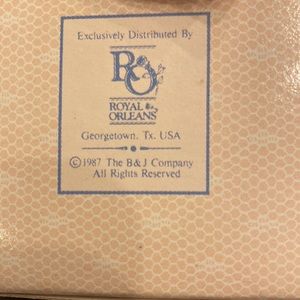 Exclusively Distributed By
RO
ROYAL
ORLEANS
Georgetown, Tx. USA
©1987 The B&J Company
All Rights Reserved